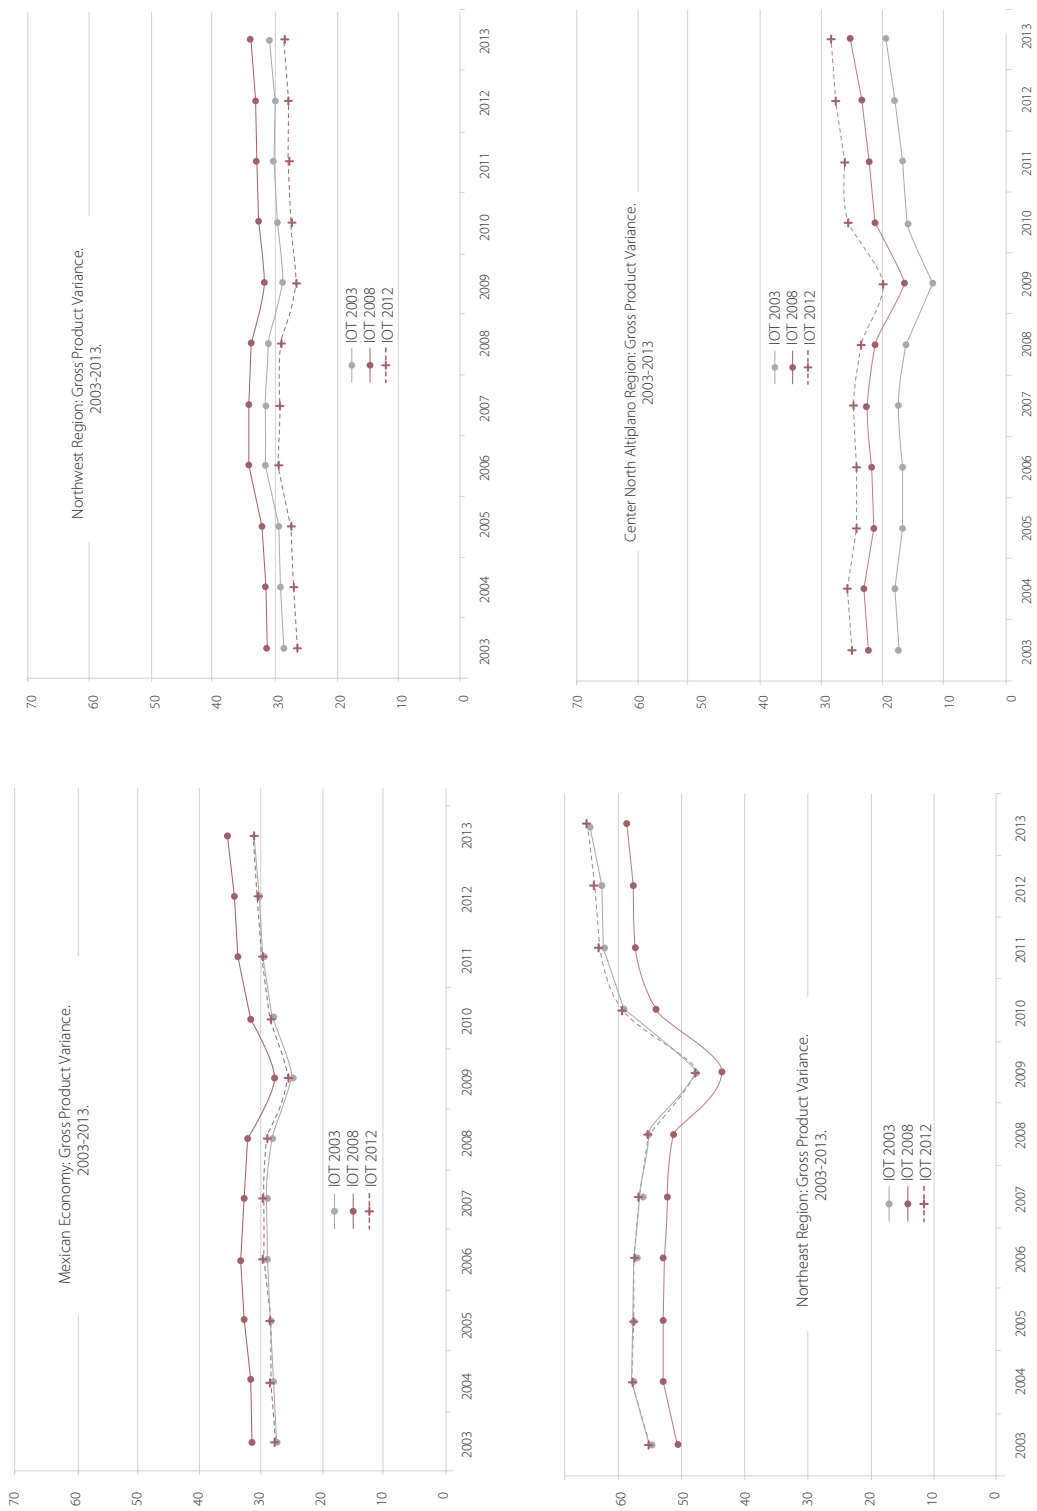 Mexican Economy: Gross Product Variance.
2003-2013.
70
60
50
40
30
20
10
0
IOT 2003
IOT 2008
IOT 2012
2003 2004 2005 2006 2007 2008 2009 2010 2011 2012 2013
Northwest Region: Gross Product Variance.
2003-2013.
70
60
50
40
30
20
10
0
IOT 2003
IOT 2008
IOT 2012
2003 2004 2005 2006 2007 2008 2009 2010 2011 2012 2013
Northeast Region: Gross Product Variance.
2003-2013.
60
50
40
30
20
10
0
IOT 2003
IOT 2008
IOT 2012
2003 2004 2005 2006 2007 2008 2009 2010 2011 2012 2013
Center North Altiplano Region: Gross Product Variance.
2003-2013
70
60
50
40
30
20
10
0
IOT 2003
IOT 2008
IOT 2012
2003 2004 2005 2006 2007 2008 2009 2010 2011 2012 2013